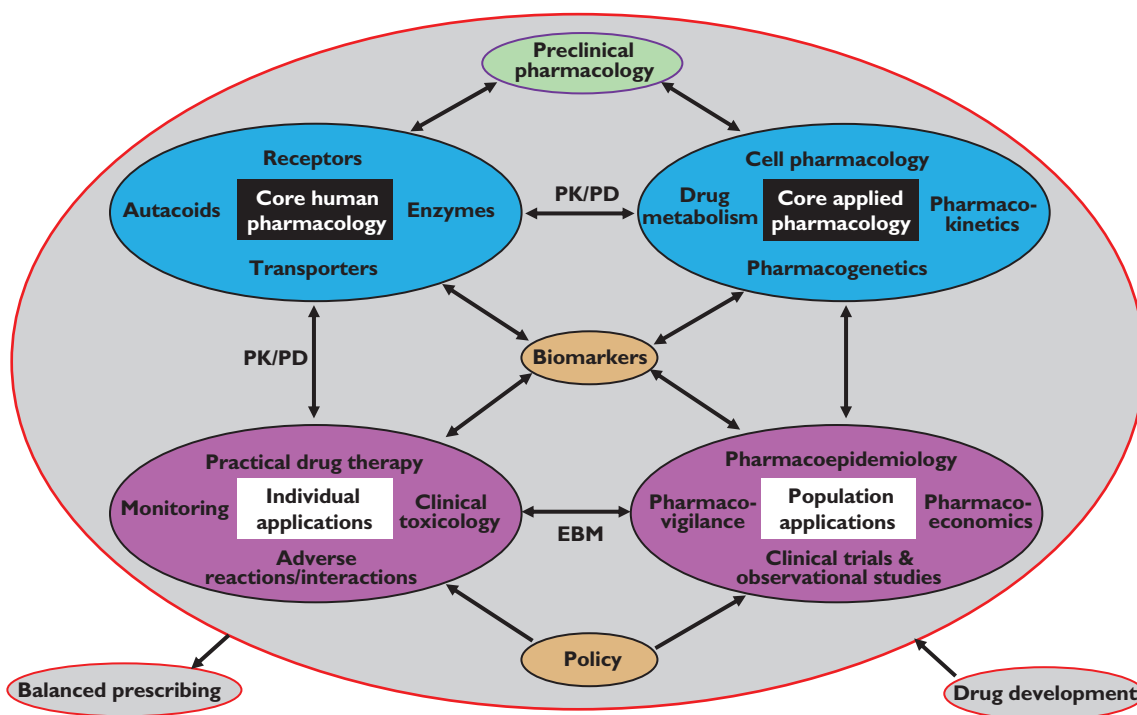 Preclinical
pharmacology
Receptors
Autacoids
Core human
pharmacology
Enzymes
Transporters
PK/PD
Cell pharmacology
Drug
metabolism
Core applied
pharmacology
Pharmaco-
kinetics
Pharmacogenetics
PK/PD
Biomarkers
Practical drug therapy
Monitoring
Individual
applications
Clinical
toxicology
Adverse
reactions/interactions
EBM
Pharmacoepidemiology
Pharmaco-
vigilance
Population
applications
Pharmaco-
economics
Clinical trials &
observational studies
Policy
Balanced prescribing
Drug development